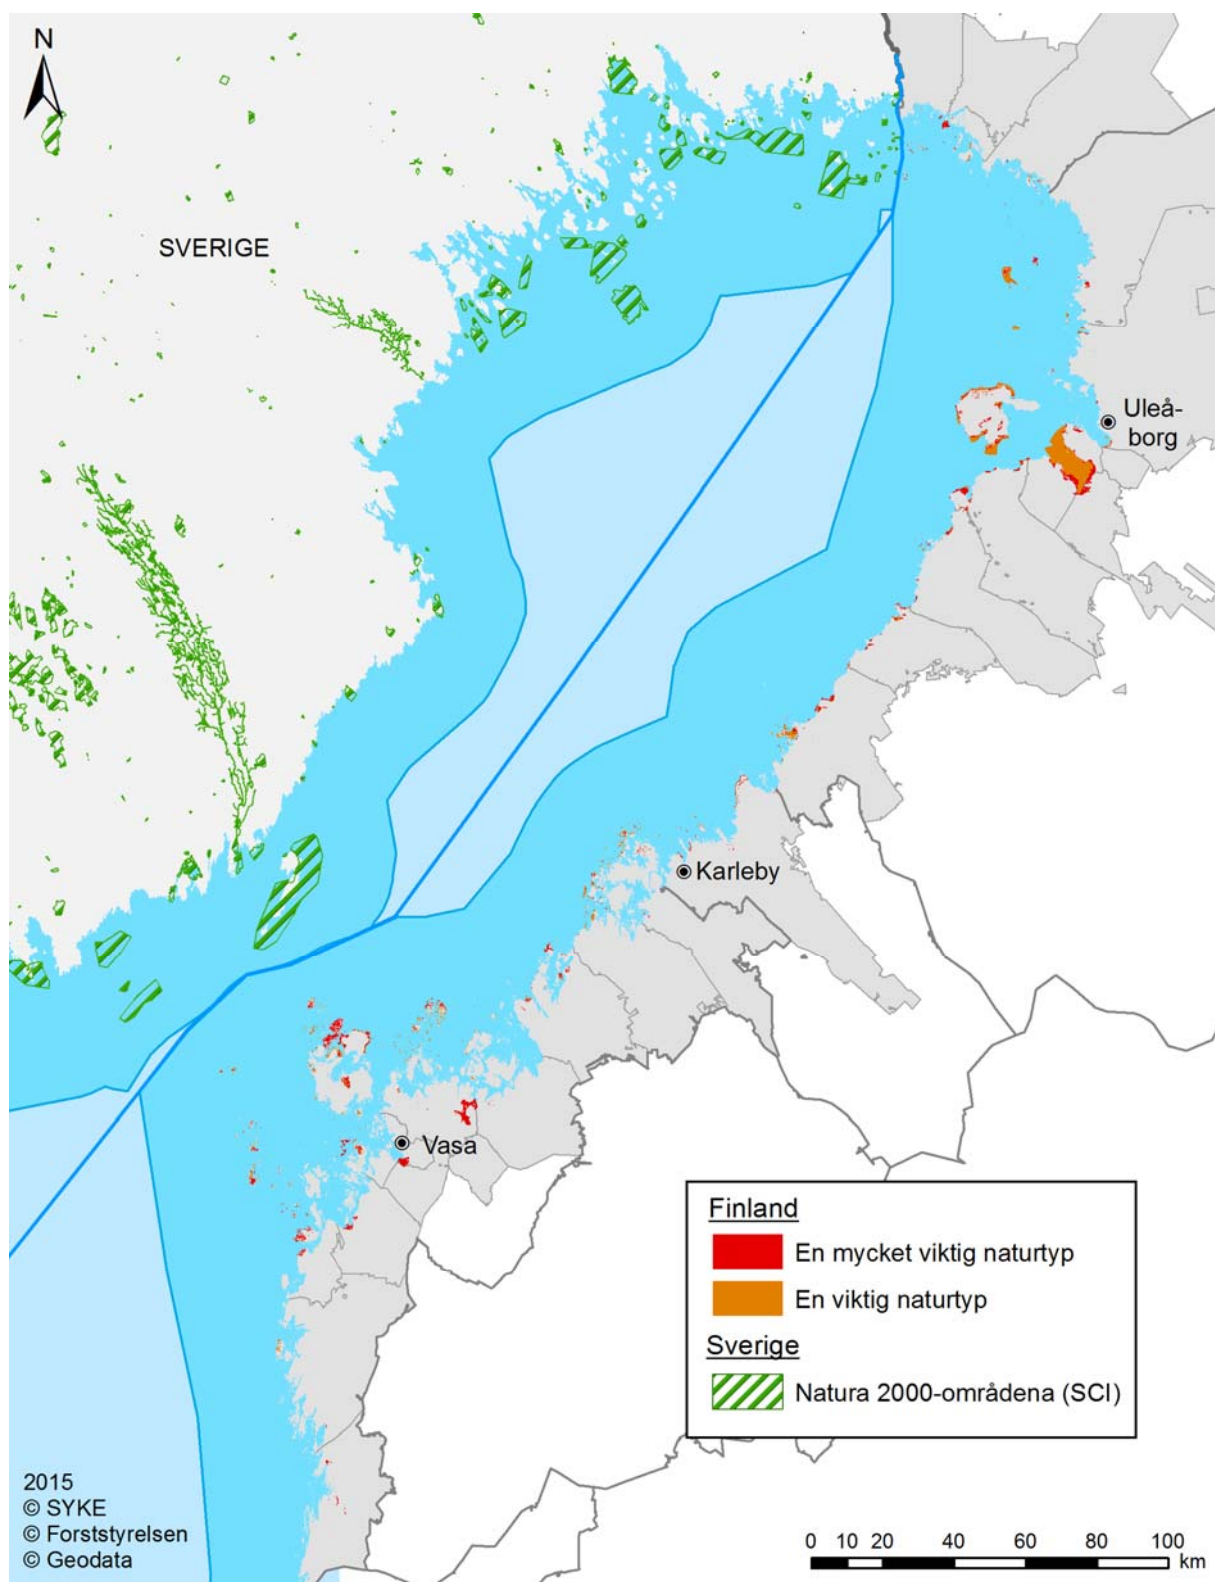 N
SVERIGE
Uleå-
borg
Karleby
Vasa
Finland
En mycket viktig naturtyp
En viktig naturtyp
Sverige
Natura 2000-områdena (SCI)
2015
© SYKE
© Forststyrelsen
© Geodata
0 10 20 40 60 80 100
km